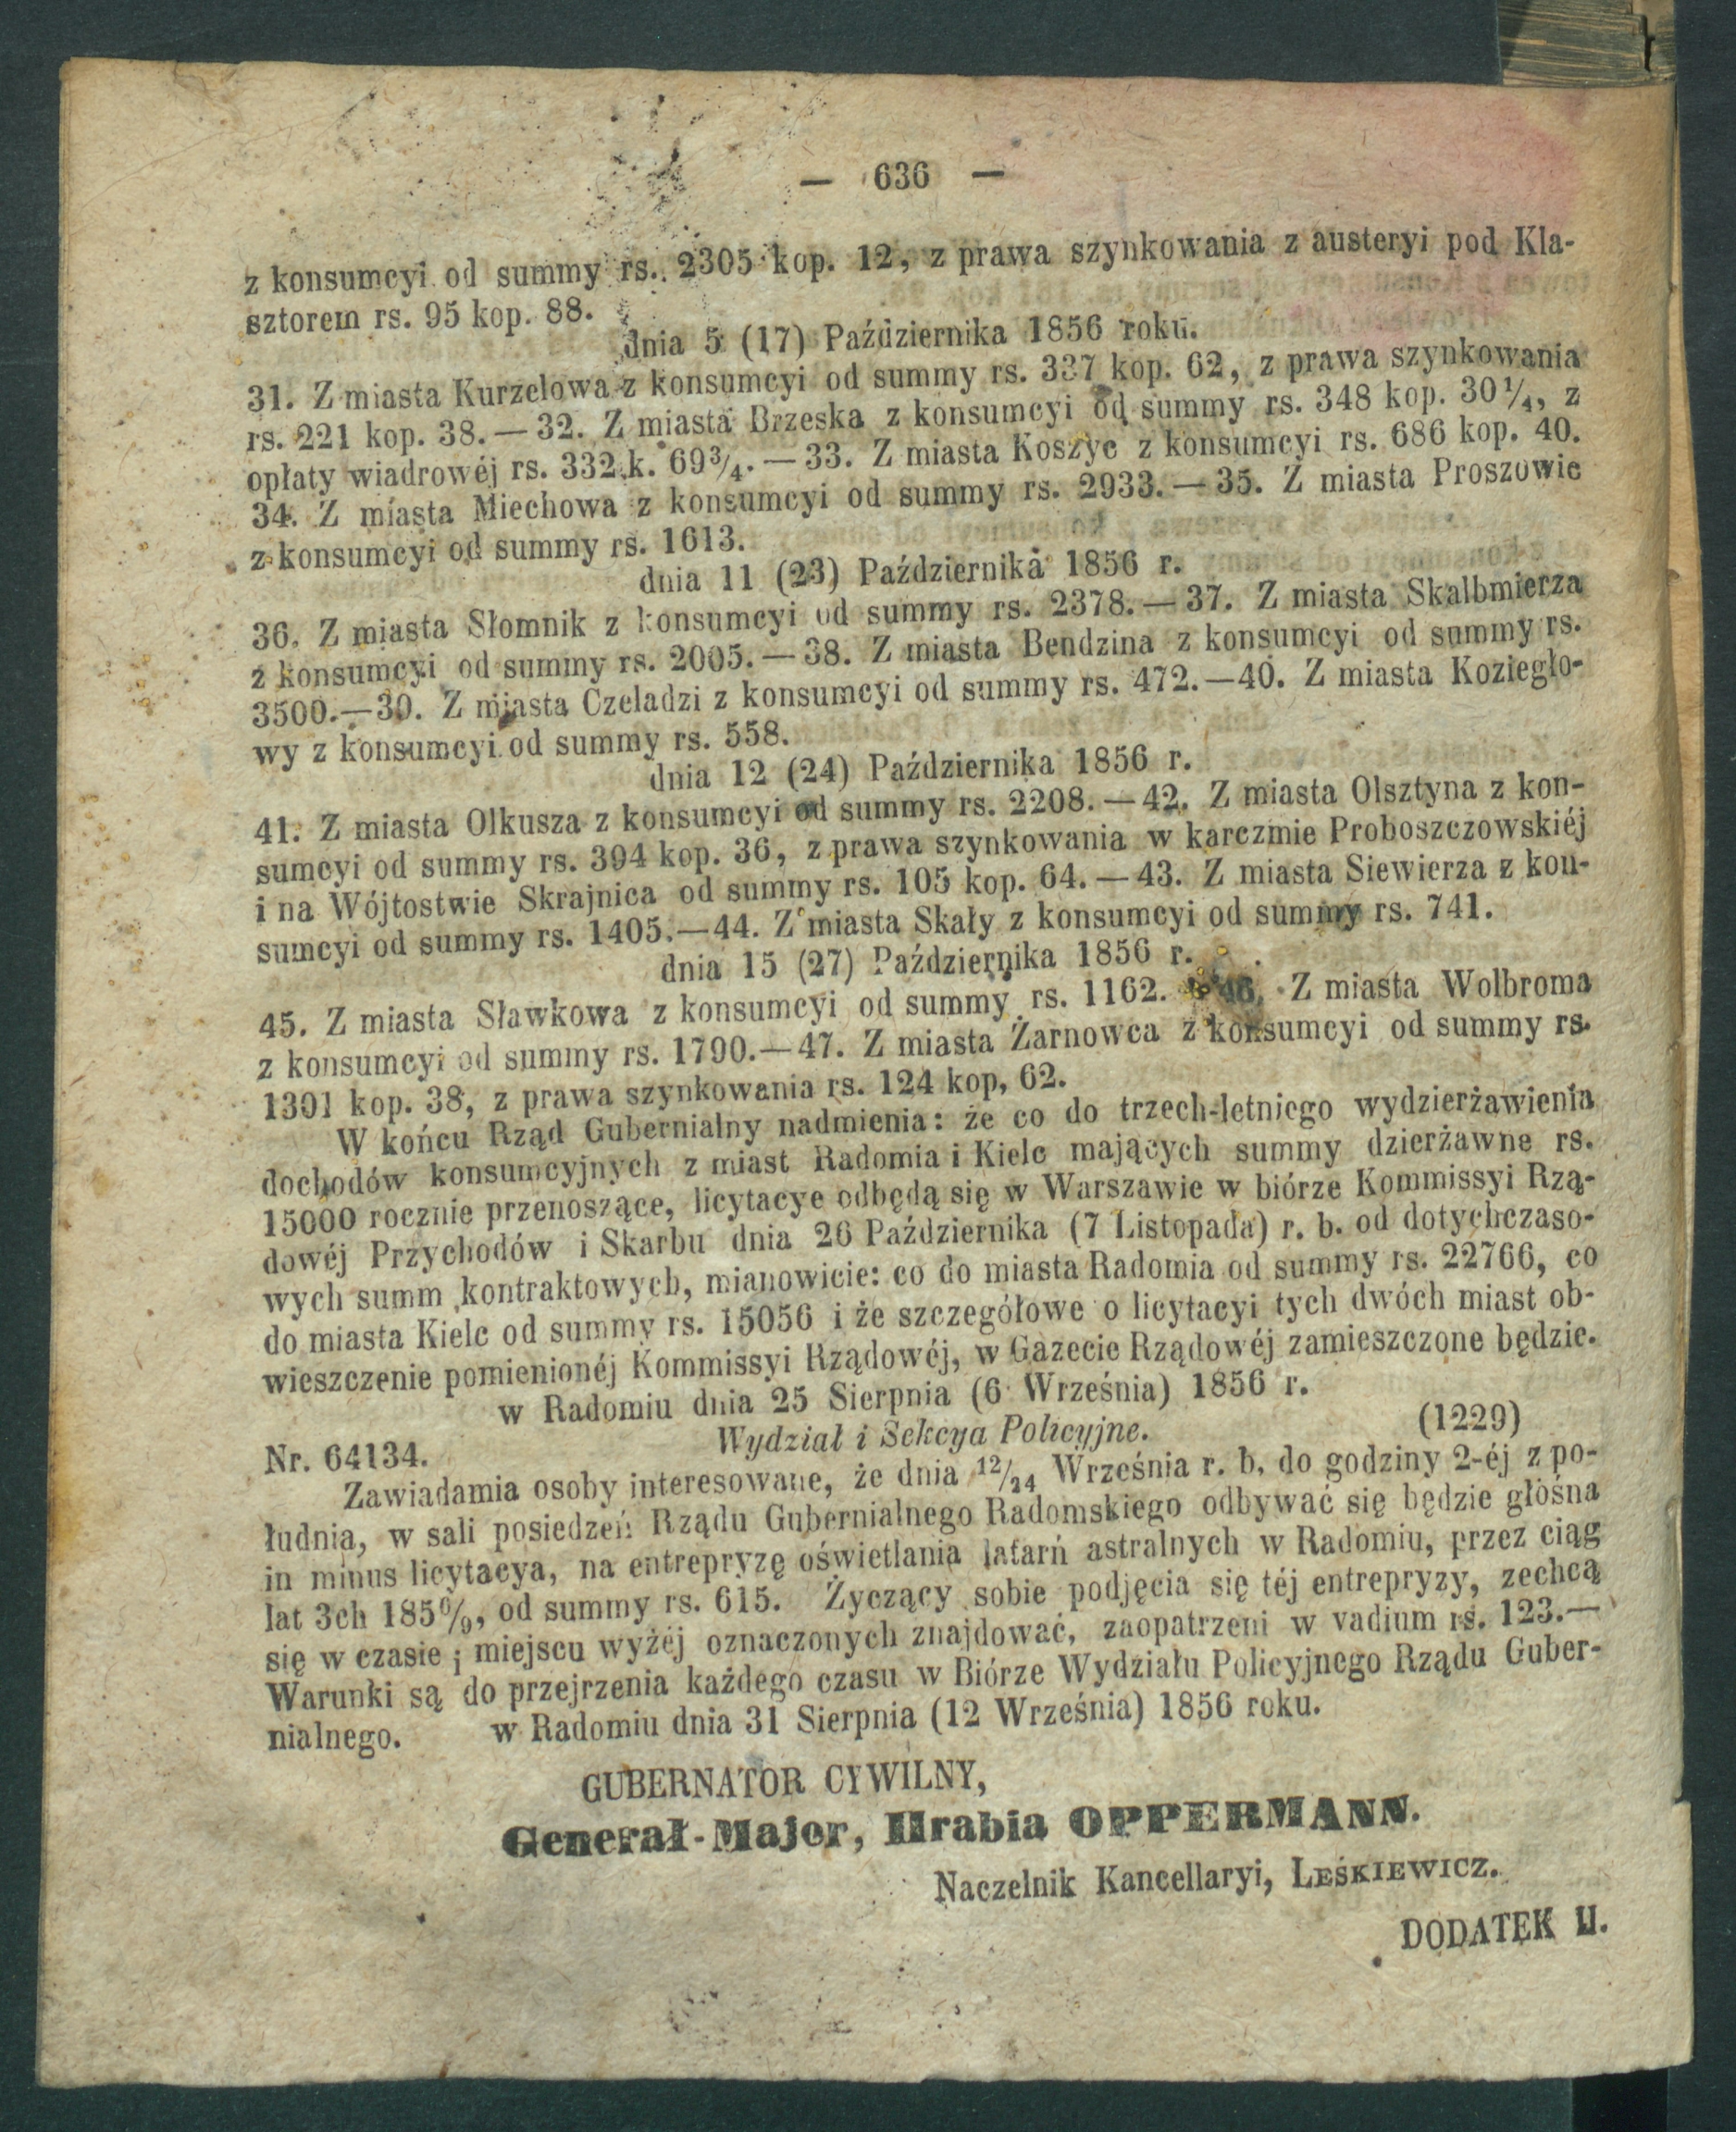 — 636 —
z konsumcyi od summy rs. 2305 kop. 12, z prawa szynkowania z austeryi pod Kla-
sztorem rs. 95 kop. 88.
dnia 5 (17) Października 1856 roku.
31. Z miasta Kurzelowa z konsumcyi od summy rs. 337 kop. 62, z prawa szynkowania
rs. 221 kop. 38. — 32. Z miasta Brzeska z konsumcyi od summy rs. 348 kop. 30¼, z
opłaty wiadrowéj rs. 332 k. 69¾. — 33. Z miasta Koszyc z konsumcyi rs. 686 kop. 40.
34. Z miasta Miechowa z konsumcyi od summy rs. 2933. — 35. Z miasta Proszowic
z konsumcyi od summy rs. 1613.
dnia 11 (23) Października 1856 r.
36. Z miasta Słomnik z konsumcyi od summy rs. 2378. — 37. Z miasta Skalbmierza
z konsumcyi od summy rs. 2005. — 38. Z miasta Bendzina z konsumcyi od summy rs.
3500. — 30. Z miasta Czeladzi z konsumcyi od summy rs. 472. — 40. Z miasta Koziegło-
wy z konsumcyi od summy rs. 558.
dnia 12 (24) Października 1856 r.
41. Z miasta Olkusza z konsumcyi od summy rs. 2208. — 42. Z miasta Olsztyna z kon-
sumcyi od summy rs. 394 kop. 36, z prawa szynkowania w karczmie Proboszczowskiéj
i na Wójtostwie Skrajnica od summy rs. 105 kop. 64. — 43. Z miasta Siewierza z kon-
sumcyi od summy rs. 1405. — 44. Z miasta Skały z konsumcyi od summy rs. 741.
dnia 15 (27) Października 1856 r.
45. Z miasta Sławkowa z konsumcyi od summy rs. 1162. 46. Z miasta Wolbroma
z konsumcyi od summy rs. 1790. — 47. Z miasta Żarnowca z konsumcyi od summy rs.
1301 kop. 38, z prawa szynkowania rs. 124 kop, 62.
W końcu Rząd Gubernialny nadmienia: że co do trzech-letniego wydzierżawienia
dochodów konsumcyjnych z miast Radomia i Kielc mających summy dzierżawne rs.
15000 rocznie przenoszące, licytacye odbędą się w Warszawie w biórze Kommissyi Rzą-
dowéj Przychodów i Skarbu dnia 26 Października (7 Listopada) r. b. od dotychczaso-
wych summ kontraktowych, mianowicie: co do miasta Radomia od summy rs. 22766, co
do miasta Kielc od summy rs. 15056 i że szczegółowe o licytacyi tych dwóch miast ob-
wieszczenie pomienionéj Kommissyi Rządowéj, w Gazecie Rządowéj zamieszczone będzie.
w Radomiu dnia 25 Sierpnia (6 Września) 1856 r.
Nr. 64134. Wydział i Sekcya Policyjne. (1229)
Zawiadamia osoby interesowane, że dnia 12/24 Września r. b. do godziny 2-éj z po-
łudnia, w sali posiedzeń Rządu Gubernialnego Radomskiego odbywać się będzie głośna
in minus licytacya, na entrepryzę oświetlania latarń astralnych w Radomiu, przez ciąg
lat 3ch 185 6/9, od summy rs. 615. Życzący sobie podjęcia się téj entrepryzy, zechcą
się w czasie i miejscu wyżéj oznaczonych znajdować, zaopatrzeni w vadium rs. 123.—
Warunki są do przejrzenia każdego czasu w Biórze Wydziału Policyjnego Rządu Guber-
nialnego. w Radomiu dnia 31 Sierpnia (12 Września) 1856 roku.
GUBERNATOR CYWILNY,
Generał-Major, Hrabia OPPERMANN.
Naczelnik Kancellaryi, LEŚKIEWICZ.
DODATEK II.